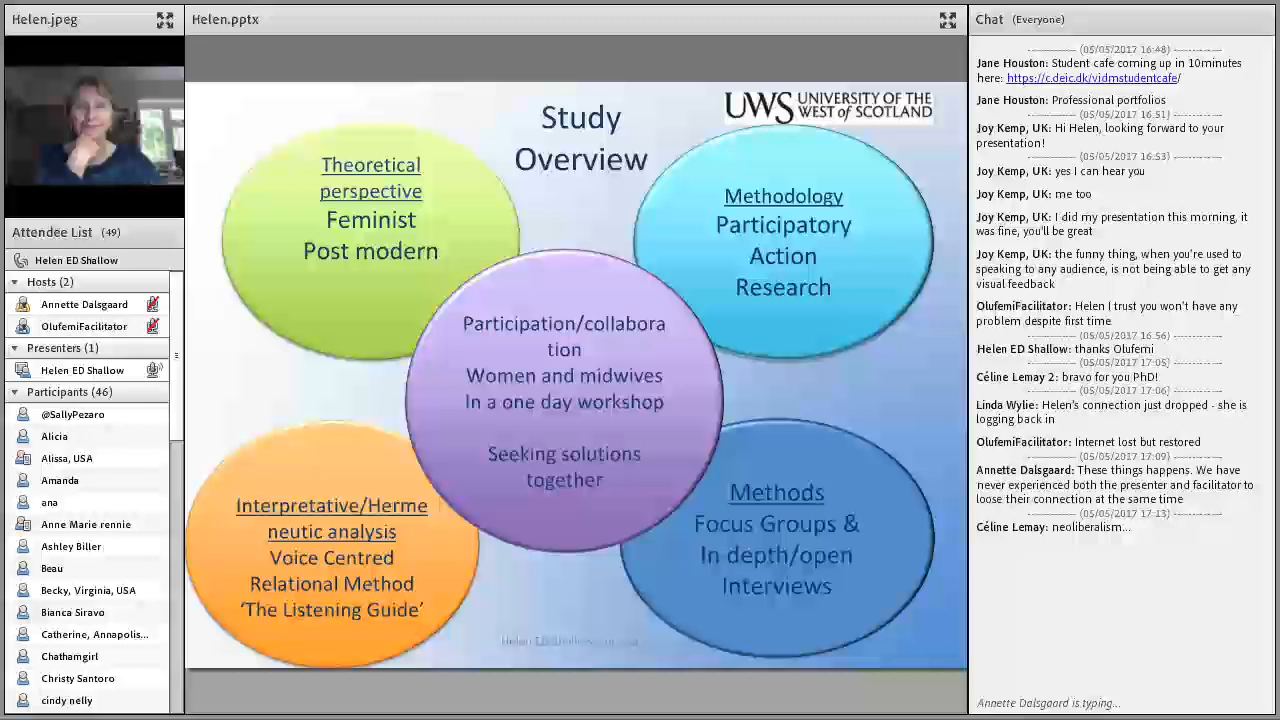 Helen.jpeg
Attendee List (49)
Helen ED Shallow
Hosts (2)
Annette Dalsgaard
OlufemiFacilitator
Presenters (1)
Helen ED Shallow
Participants (46)
@SallyPezaro
Alicia
Alissa, USA
Amanda
ana
Anne Marie rennie
Ashley Biller
Beau
Becky, Virginia, USA
Bianca Siravo
Catherine, Annapolis...
Chathamgirl
Christy Santoro
cindy nelly
Helen.pptx
Study
Overview
UWS UNIVERSITY OF THE
WEST of SCOTLAND
Theoretical
perspective
Feminist
Post modern
Methodology
Participatory
Action
Research
Participation/collabora
tion
Women and midwives
In a one day workshop
Seeking solutions
together
Interpretative/Herme
neutic analysis
Voice Centred
Relational Method
‘The Listening Guide’
Methods
Focus Groups &
In depth/open
Interviews
Chat (Everyone)
(05/05/2017 16:48)
Jane Houston: Student cafe coming up in 10minutes
here: https://c.deic.dk/vidmstudentcafe/
Jane Houston: Professional portfolios
(05/05/2017 16:51)
Joy Kemp, UK: Hi Helen, looking forward to your
presentation!
(05/05/2017 16:53)
Joy Kemp, UK: yes I can hear you
Joy Kemp, UK: me too
Joy Kemp, UK: I did my presentation this morning, it
was fine, you'll be great
Joy Kemp, UK: the funny thing, when you're used to
speaking to any audience, is not being able to get any
visual feedback
OlufemiFacilitator: Helen I trust you won't have any
problem despite first time
(05/05/2017 16:56)
Helen ED Shallow: thanks Olufemi
(05/05/2017 17:05)
Céline Lemay 2: bravo for you PhD!
(05/05/2017 17:06)
Linda Wylie: Helen's connection just dropped - she is
logging back in
OlufemiFacilitator: Internet lost but restored
(05/05/2017 17:09)
Annette Dalsgaard: These things happens. We have
never experienced both the presenter and facilitator to
loose their connection at the same time
(05/05/2017 17:13)
Céline Lemay: neoliberalism...
Annette Dalsgaard is typing...